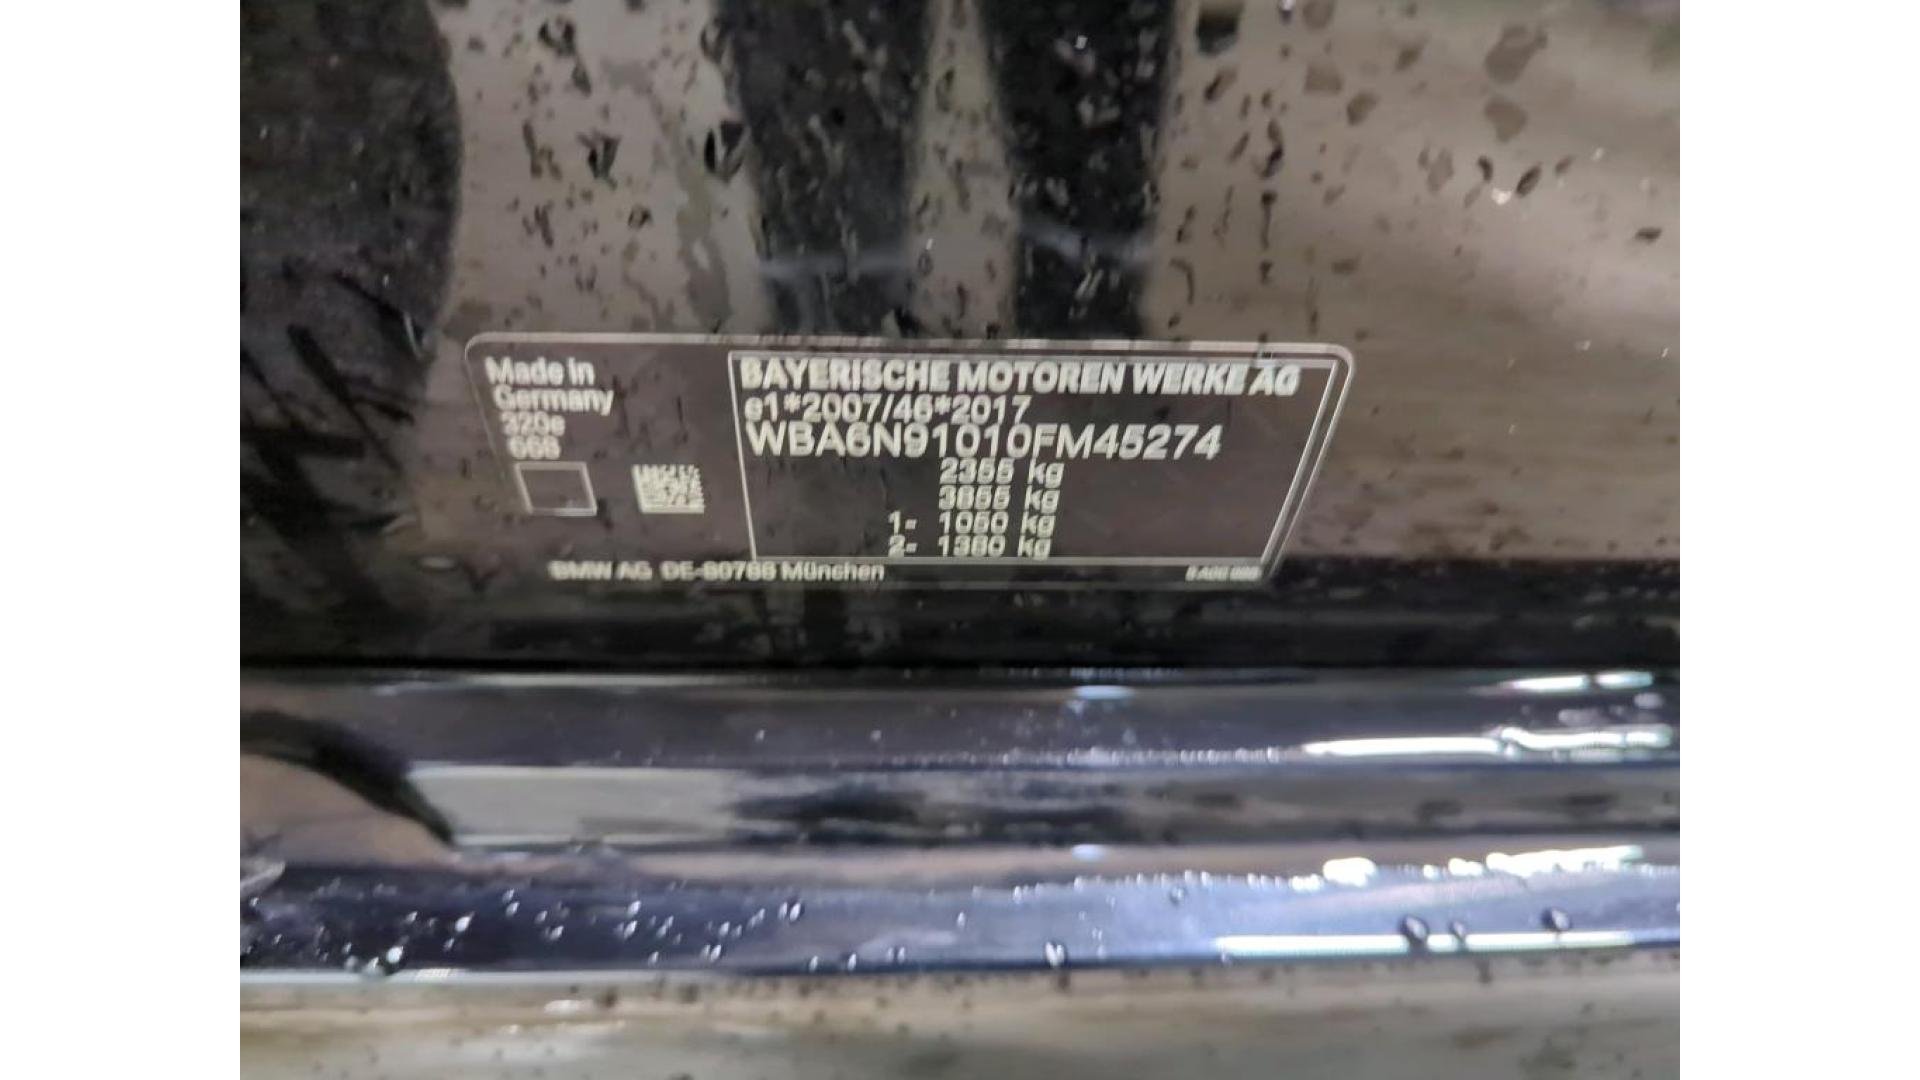 Made in
Germany
320e
668
BAYERISCHE MOTOREN WERKE AG
e1*2007/46*2017
WBA6N91010FM45274
2355 kg
3855 kg
1- 1050 kg
2- 1380 kg
BMW AG DE-80788 München